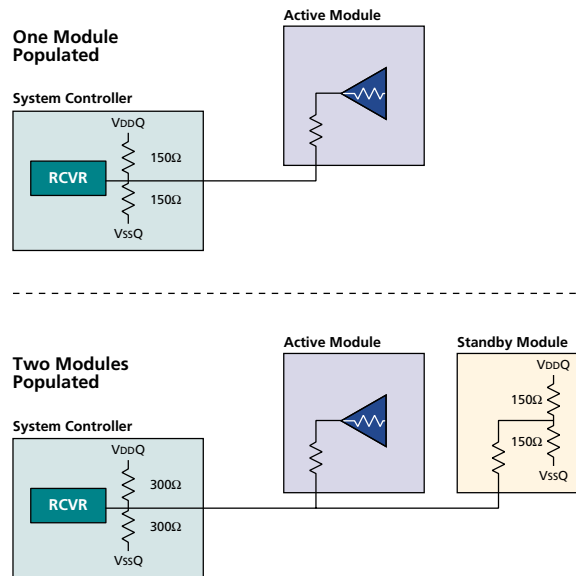 One Module
Populated
Active Module
System Controller
VDDQ
150Ω
RCVR
150Ω
VssQ
Two Modules
Populated
Active Module
Standby Module
VDDQ
150Ω
150Ω
VssQ
System Controller
VDDQ
300Ω
RCVR
300Ω
VssQ